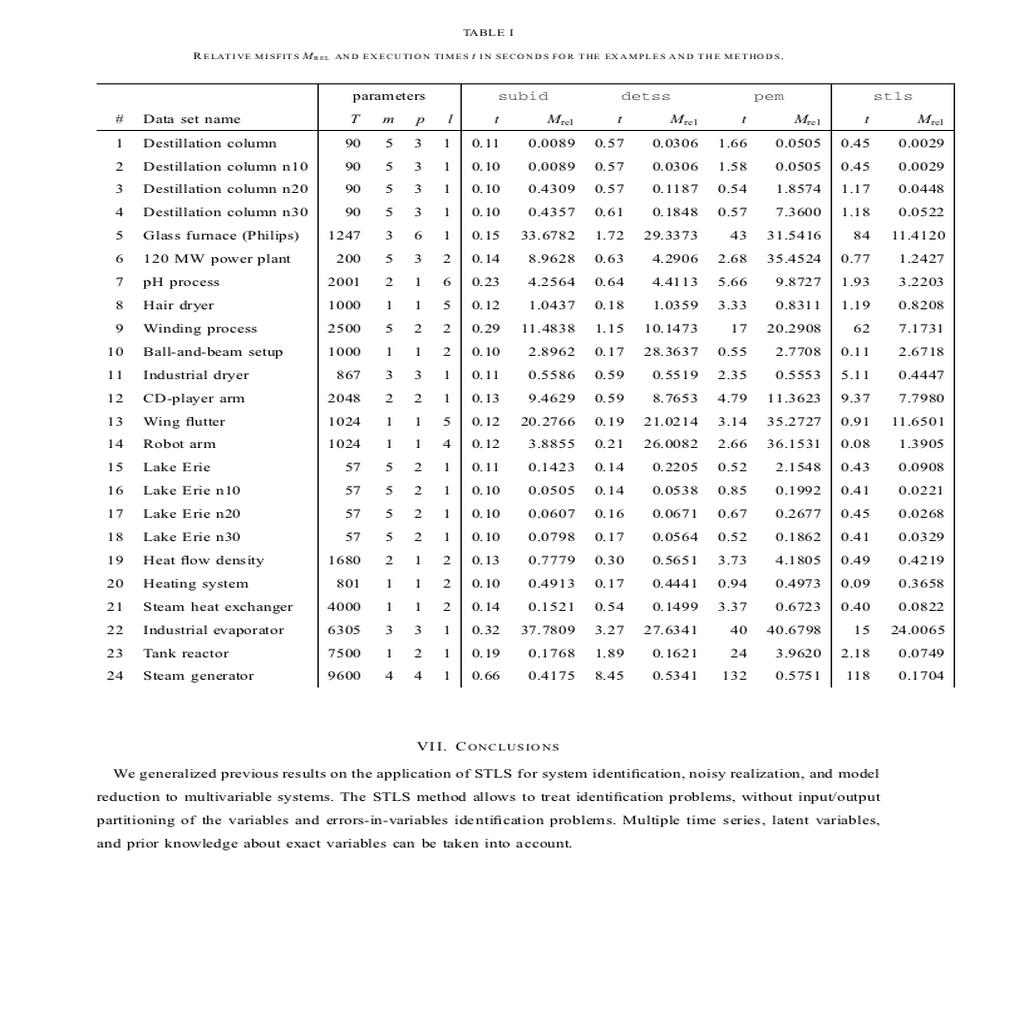 TABLE I
RELATIVE MISFITS M_REL AND EXECUTION TIMES t IN SECONDS FOR THE EXAMPLES AND THE METHODS.
parameters subid detss pem stls
# Data set name T m p l t M_rel t M_rel t M_rel t M_rel
1 Destillation column 90 5 3 1 0.11 0.0089 0.57 0.0306 1.66 0.0505 0.45 0.0029
2 Destillation column n10 90 5 3 1 0.10 0.0089 0.57 0.0306 1.58 0.0505 0.45 0.0029
3 Destillation column n20 90 5 3 1 0.10 0.4309 0.57 0.1187 0.54 1.8574 1.17 0.0448
4 Destillation column n30 90 5 3 1 0.10 0.4357 0.61 0.1848 0.57 7.3600 1.18 0.0522
5 Glass furnace (Philips) 1247 3 6 1 0.15 33.6782 1.72 29.3373 43 31.5416 84 11.4120
6 120 MW power plant 200 5 3 2 0.14 8.9628 0.63 4.2906 2.68 35.4524 0.77 1.2427
7 pH process 2001 2 1 6 0.23 4.2564 0.64 4.4113 5.66 9.8727 1.93 3.2203
8 Hair dryer 1000 1 1 5 0.12 1.0437 0.18 1.0359 3.33 0.8311 1.19 0.8208
9 Winding process 2500 5 2 2 0.29 11.4838 1.15 10.1473 17 20.2908 62 7.1731
10 Ball-and-beam setup 1000 1 1 2 0.10 2.8962 0.17 28.3637 0.55 2.7708 0.11 2.6718
11 Industrial dryer 867 3 3 1 0.11 0.5586 0.59 0.5519 2.35 0.5553 5.11 0.4447
12 CD-player arm 2048 2 2 1 0.13 9.4629 0.59 8.7653 4.79 11.3623 9.37 7.7980
13 Wing flutter 1024 1 1 5 0.12 20.2766 0.19 21.0214 3.14 35.2727 0.91 11.6501
14 Robot arm 1024 1 1 4 0.12 3.8855 0.21 26.0082 2.66 36.1531 0.08 1.3905
15 Lake Erie 57 5 2 1 0.11 0.1423 0.14 0.2205 0.52 2.1548 0.43 0.0908
16 Lake Erie n10 57 5 2 1 0.10 0.0505 0.14 0.0538 0.85 0.1992 0.41 0.0221
17 Lake Erie n20 57 5 2 1 0.10 0.0607 0.16 0.0671 0.67 0.2677 0.45 0.0268
18 Lake Erie n30 57 5 2 1 0.10 0.0798 0.17 0.0564 0.52 0.1862 0.41 0.0329
19 Heat flow density 1680 2 1 2 0.13 0.7779 0.30 0.5651 3.73 4.1805 0.49 0.4219
20 Heating system 801 1 1 2 0.10 0.4913 0.17 0.4441 0.94 0.4973 0.09 0.3658
21 Steam heat exchanger 4000 1 1 2 0.14 0.1521 0.54 0.1499 3.37 0.6723 0.40 0.0822
22 Industrial evaporator 6305 3 3 1 0.32 37.7809 3.27 27.6341 40 40.6798 15 24.0065
23 Tank reactor 7500 1 2 1 0.19 0.1768 1.89 0.1621 24 3.9620 2.18 0.0749
24 Steam generator 9600 4 4 1 0.66 0.4175 8.45 0.5341 132 0.5751 118 0.1704
VII. CONCLUSIONS
We generalized previous results on the application of STLS for system identification, noisy realization, and model
reduction to multivariable systems. The STLS method allows to treat identification problems, without input/output
partitioning of the variables and errors-in-variables identification problems. Multiple time series, latent variables,
and prior knowledge about exact variables can be taken into account.